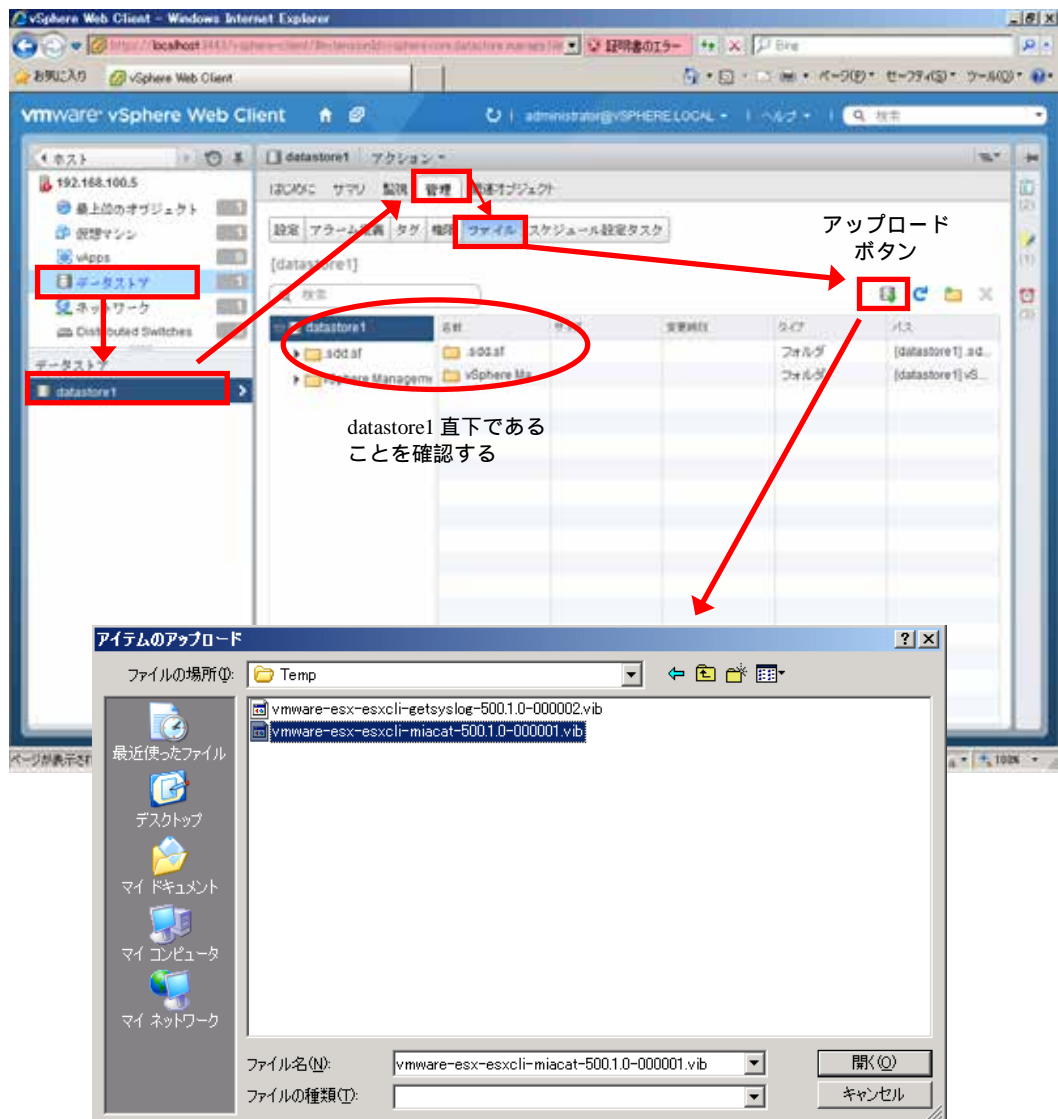 vSphere Web Client - Windows Internet Explorer
証明書のエラー
Bing
お気に入り
vSphere Web Client
ページ(P)
セーフティ(S)
ツール(O)
vmware vSphere Web Client
administrator@VSPHERE.LOCAL
ヘルプ
検索
ホスト
datastore1
アクション
192.168.100.5
はじめに サマリ 監視 管理 関連オブジェクト
最上位のオブジェクト
仮想マシン
vApps
データストア
ネットワーク
Distributed Switches
設定 アラーム定義 タグ 権限 ファイル スケジュール設定タスク
アップロード
ボタン
[datastore1]
検索
データストア
datastore1
datastore1
名前
サイズ
変更時刻
タイプ
パス
.sdd.sf
.sdd.sf
フォルダ
[datastore1] .sd...
vSphere Manageme
vSphere Ma...
フォルダ
[datastore1] vS...
datastore1 直下である
ことを確認する
100%
アイテムのアップロード
ファイルの場所(I):
Temp
vmware-esx-esxcli-getsyslog-500.1.0-000002.vib
vmware-esx-esxcli-miacat-500.1.0-000001.vib
最近使ったファイル
デスクトップ
マイ ドキュメント
マイ コンピュータ
マイ ネットワーク
ファイル名(N):
vmware-esx-esxcli-miacat-500.1.0-000001.vib
開く(O)
ファイルの種類(T):
キャンセル